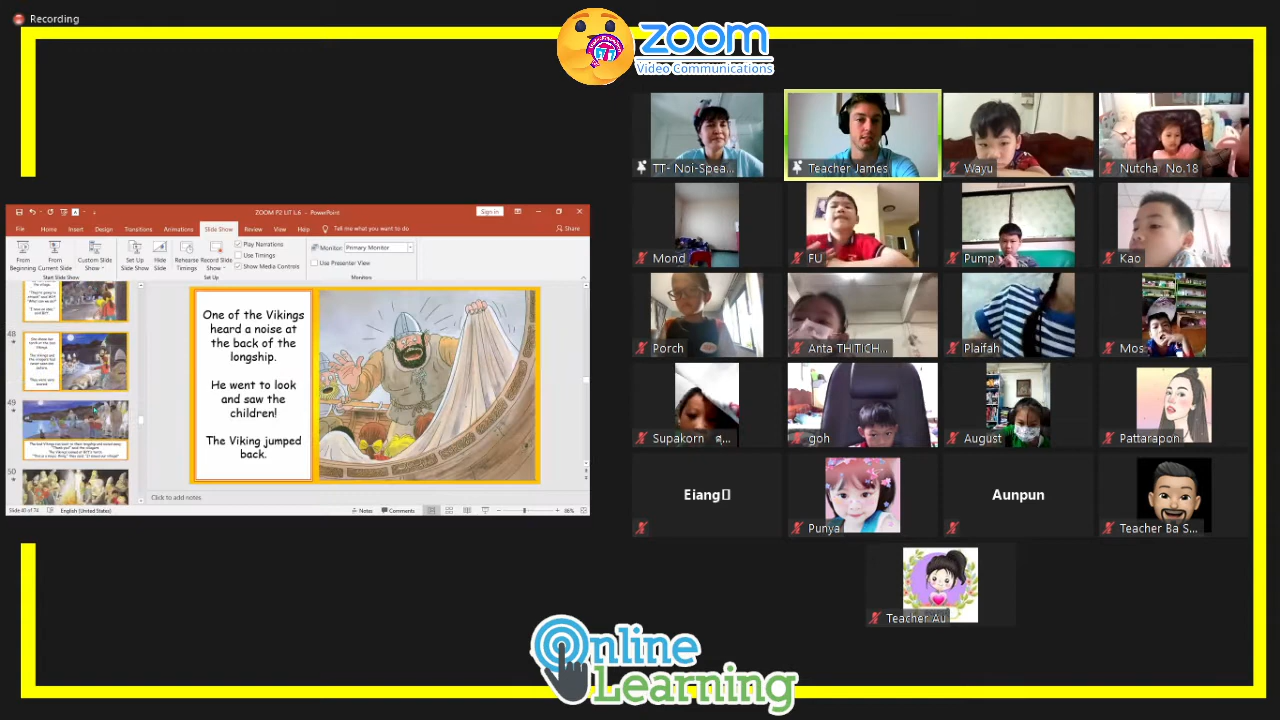 Recording
zoom
Video Communications
ZOOM P2 LIT L.6 - PowerPoint
Sign in
File Home Insert Design Transitions Animations Slide Show Review View Help Tell me what you want to do Share
From Beginning
From Current Slide
Custom Slide Show
Set Up Slide Show
Hide Slide
Rehearse Timings
Record Slide Show
Play Narrations
Use Timings
Show Media Controls
Monitor: Primary Monitor
Use Presenter View
Start Slide Show
Set Up
Monitors
48
49
50
One of the Vikings
heard a noise at
the back of the
longship.
He went to look
and saw the
children!
The Viking jumped
back.
Click to add notes
English (United States)
Notes
Comments
86%
TT- Noi-Spea...
Teacher James
Wayu
Nutcha No.18
Mond
FU
Pump
Kao
Porch
Anta THITICH...
Plaifah
Mos
Supakorn
goh
August
Pattarapon
Eiang
Punya
Aunpun
Teacher Ba S...
Teacher Au
Online
Learning